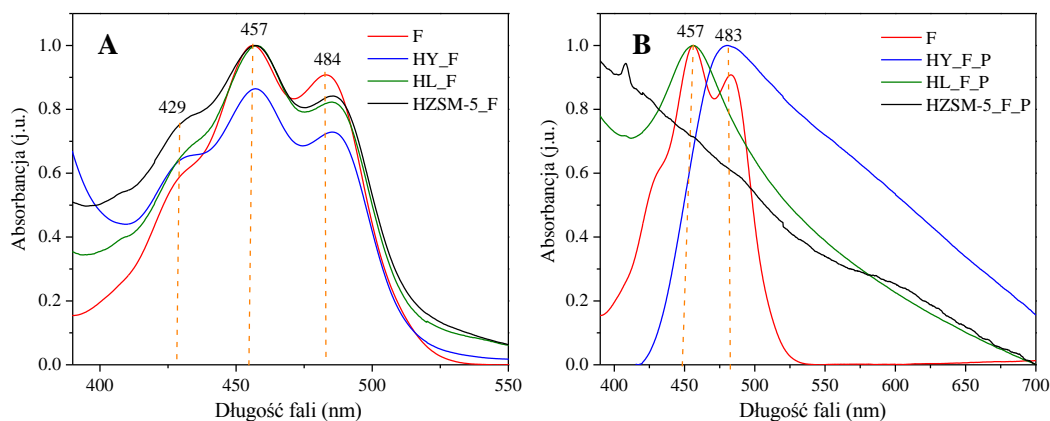 A
457
484
429
F
HY_F
HL_F
HZSM-5_F
1.0
0.8
0.6
0.4
0.2
0.0
Absorbancja (j.u.)
400
450
500
550
Długość fali (nm)
B
457
483
F
HY_F_P
HL_F_P
HZSM-5_F_P
1.0
0.8
0.6
0.4
0.2
0.0
Absorbancja (j.u.)
400
450
500
550
600
650
700
Długość fali (nm)